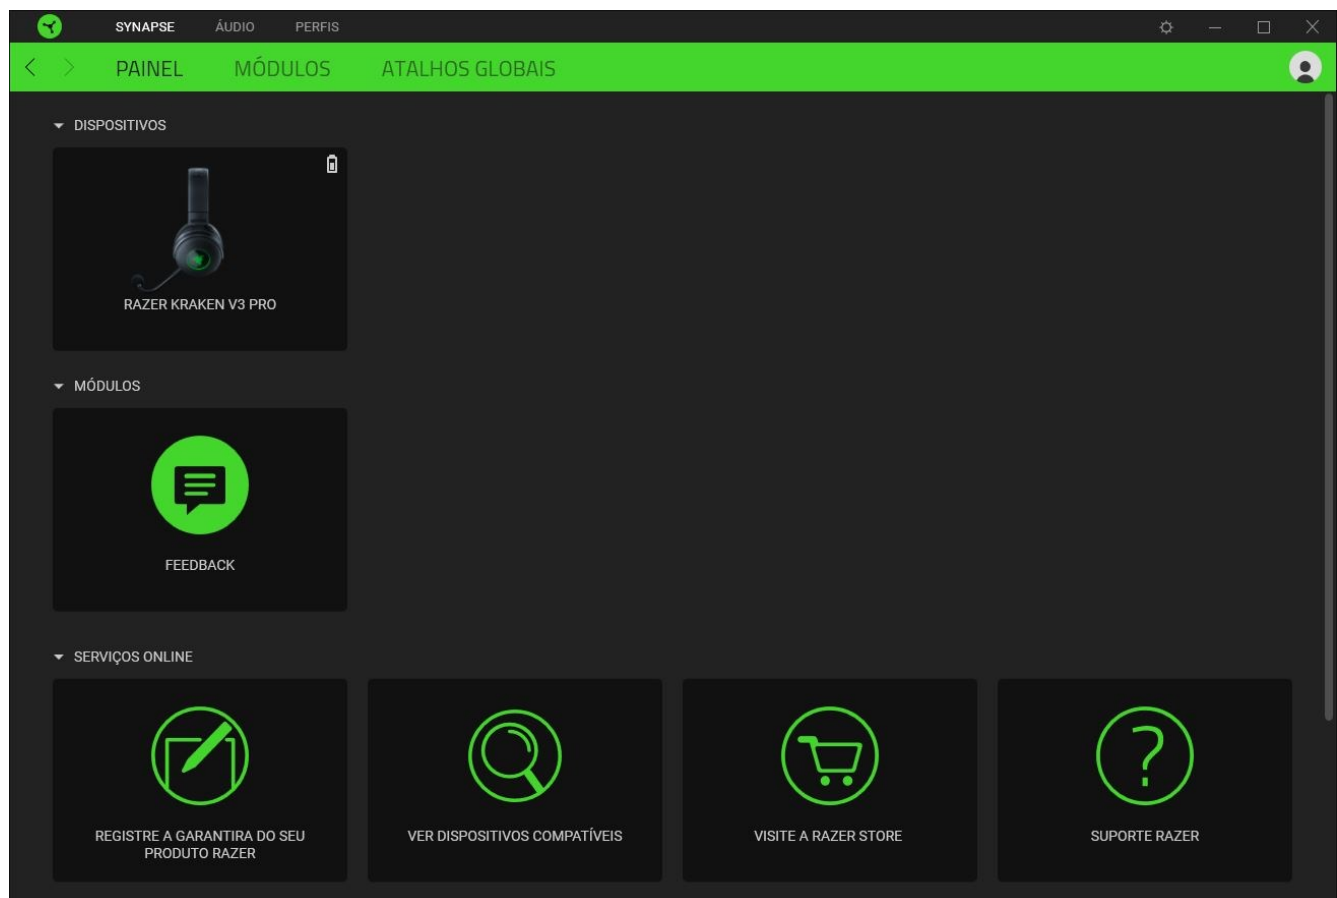 SYNAPSE ÁUDIO PERFIS
PAINEL MÓDULOS ATALHOS GLOBAIS
DISPOSITIVOS
RAZER KRAKEN V3 PRO
MÓDULOS
FEEDBACK
SERVIÇOS ONLINE
REGISTRE A GARANTIRA DO SEU
PRODUTO RAZER
VER DISPOSITIVOS COMPATÍVEIS
VISITE A RAZER STORE
SUPORTE RAZER